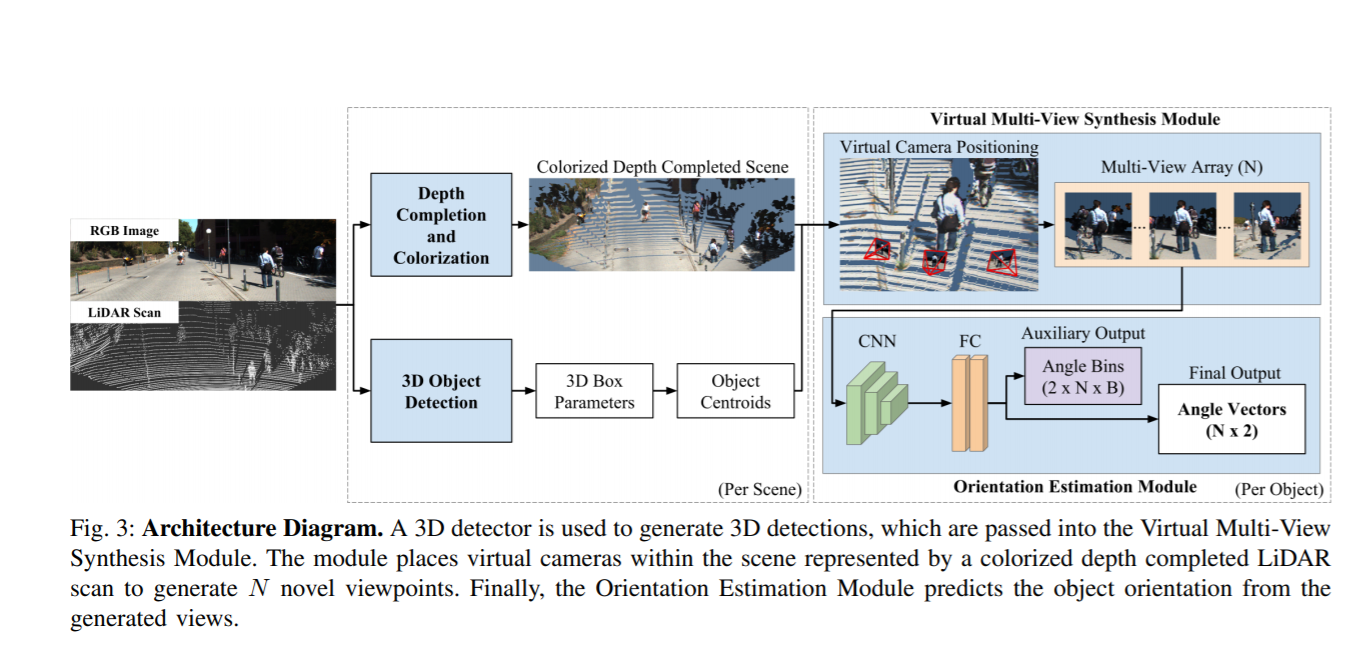 RGB Image
LiDAR Scan
Depth
Completion
and
Colorization
Colorized Depth Completed Scene
3D Object
Detection
3D Box
Parameters
Object
Centroids
(Per Scene)
Virtual Multi-View Synthesis Module
Virtual Camera Positioning
Multi-View Array (N)
...
...
CNN
FC
Auxiliary Output
Angle Bins
(2 x N x B)
Final Output
Angle Vectors
(N x 2)
Orientation Estimation Module
(Per Object)
Fig. 3: Architecture Diagram. A 3D detector is used to generate 3D detections, which are passed into the Virtual Multi-View
Synthesis Module. The module places virtual cameras within the scene represented by a colorized depth completed LiDAR
scan to generate N novel viewpoints. Finally, the Orientation Estimation Module predicts the object orientation from the
generated views.